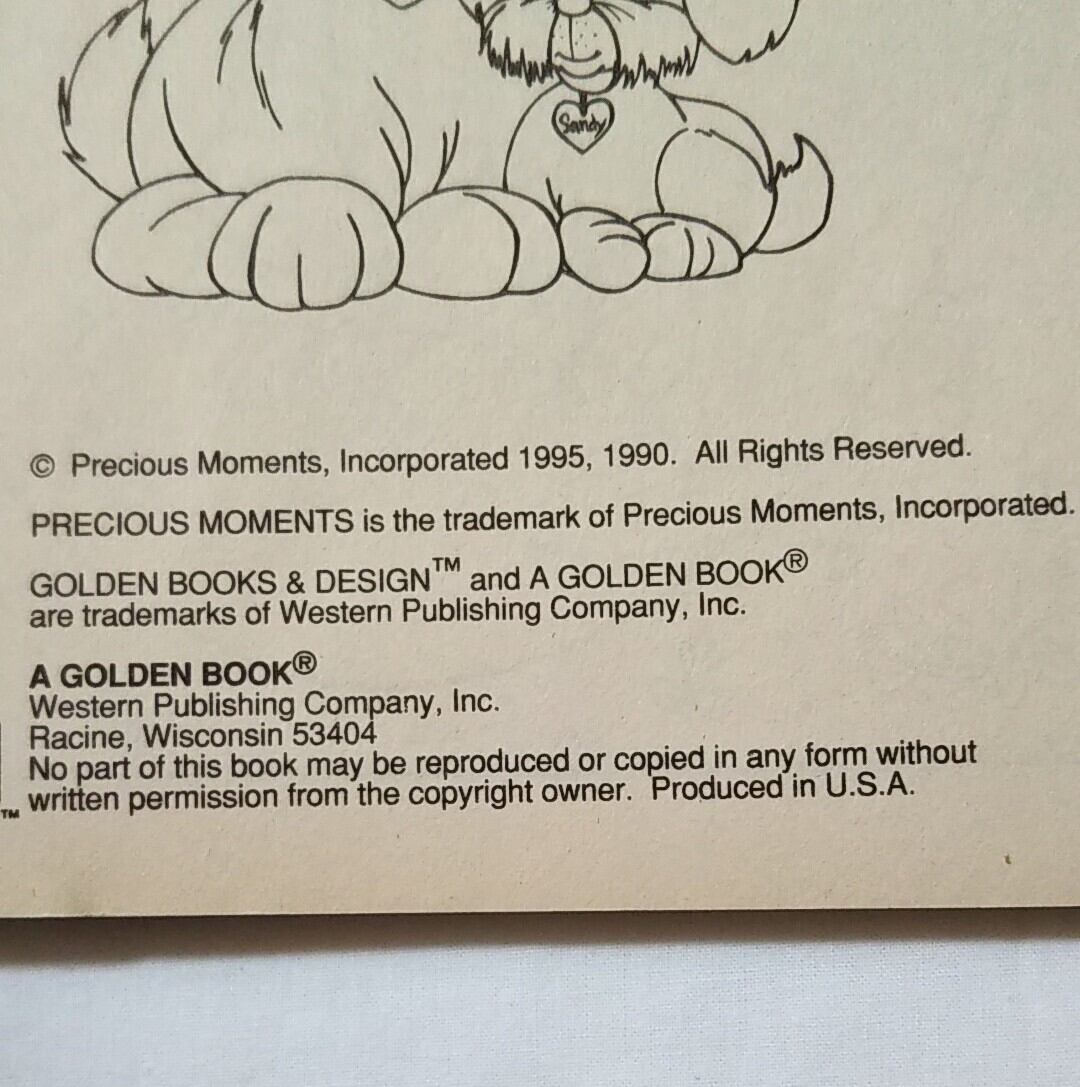 Sandy
© Precious Moments, Incorporated 1995, 1990. All Rights Reserved.
PRECIOUS MOMENTS is the trademark of Precious Moments, Incorporated.
GOLDEN BOOKS & DESIGN™ and A GOLDEN BOOK®
are trademarks of Western Publishing Company, Inc.
A GOLDEN BOOK®
Western Publishing Company, Inc.
Racine, Wisconsin 53404
No part of this book may be reproduced or copied in any form without
™ written permission from the copyright owner. Produced in U.S.A.